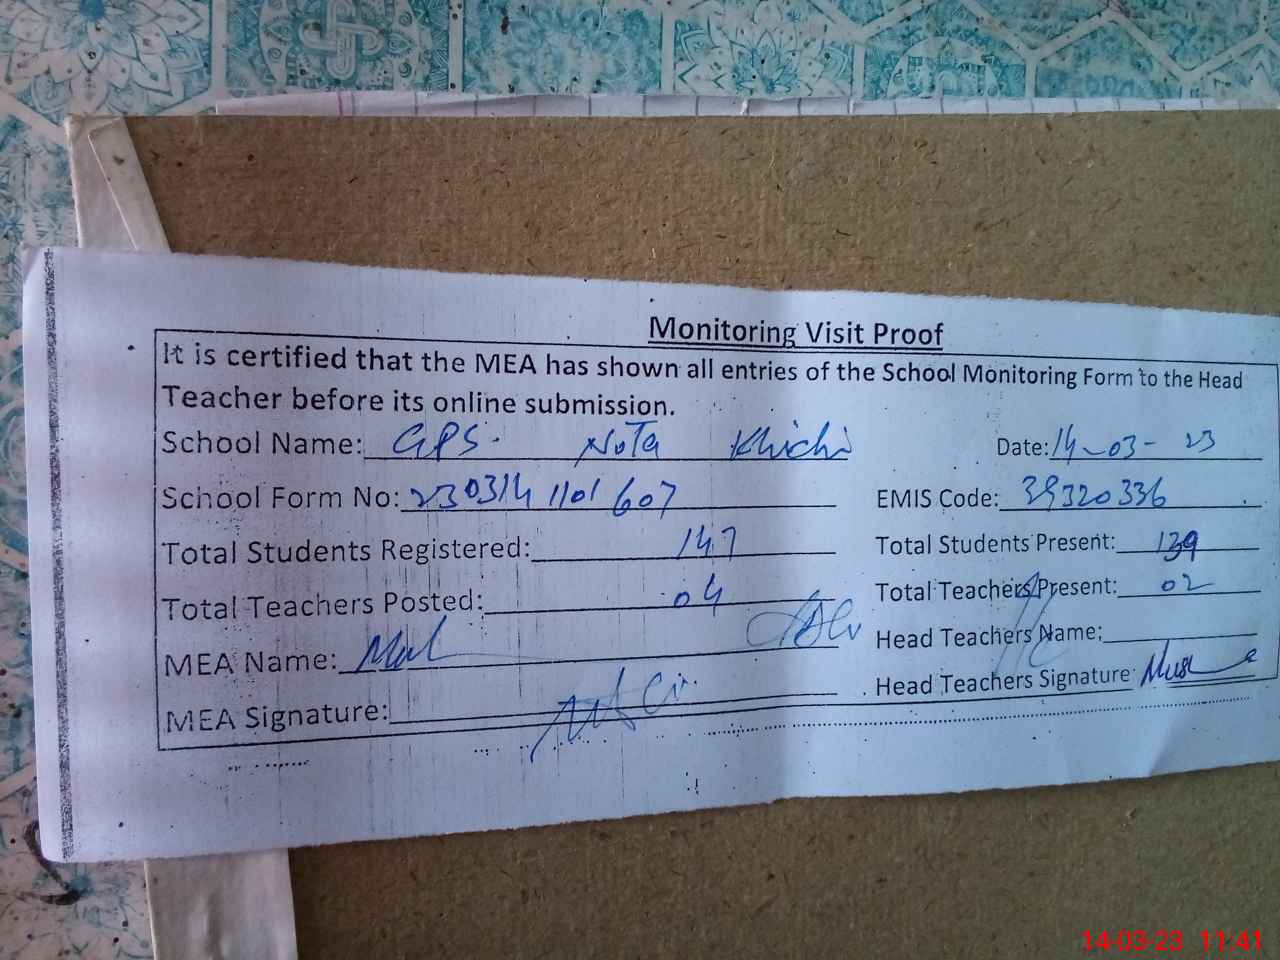 Monitoring Visit Proof
It is certified that the MEA has shown all entries of the School Monitoring Form to the Head
Teacher before its online submission.
School Name: GPS. Nota Khichi Date: 14-03-23
School Form No: 230314 1101 607 EMIS Code: 39320336
Total Students Registered: 147 Total Students Present: 139
Total Teachers Posted: 04 Total Teachers Present: 02
MEA Name: Head Teachers Name:
MEA Signature: Head Teachers Signature:
14-03-23 11:41